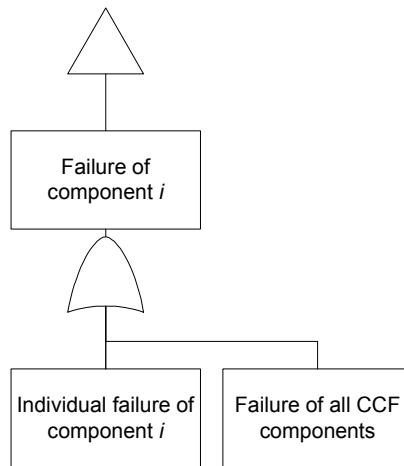 Failure of
component i
Individual failure of
component i
Failure of all CCF
components